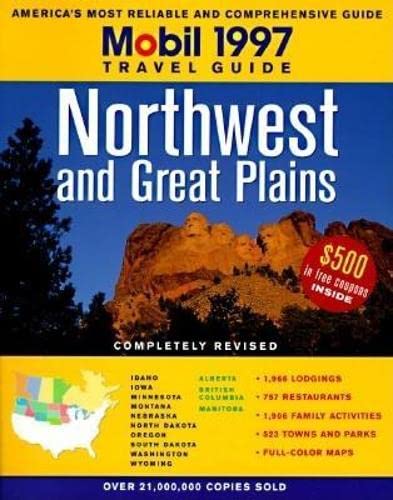 AMERICA'S MOST RELIABLE AND COMPREHENSIVE GUIDE
Mobil 1997
TRAVEL GUIDE
Northwest
and Great Plains
$500
in free coupons
INSIDE
COMPLETELY REVISED
IDAHO
IOWA
MINNESOTA
MONTANA
NEBRASKA
NORTH DAKOTA
OREGON
SOUTH DAKOTA
WASHINGTON
WYOMING
ALBERTA
BRITISH
COLUMBIA
MANITOBA
• 1,966 LODGINGS
• 757 RESTAURANTS
• 1,906 FAMILY ACTIVITIES
• 523 TOWNS AND PARKS
• FULL-COLOR MAPS
OVER 21,000,000 COPIES SOLD